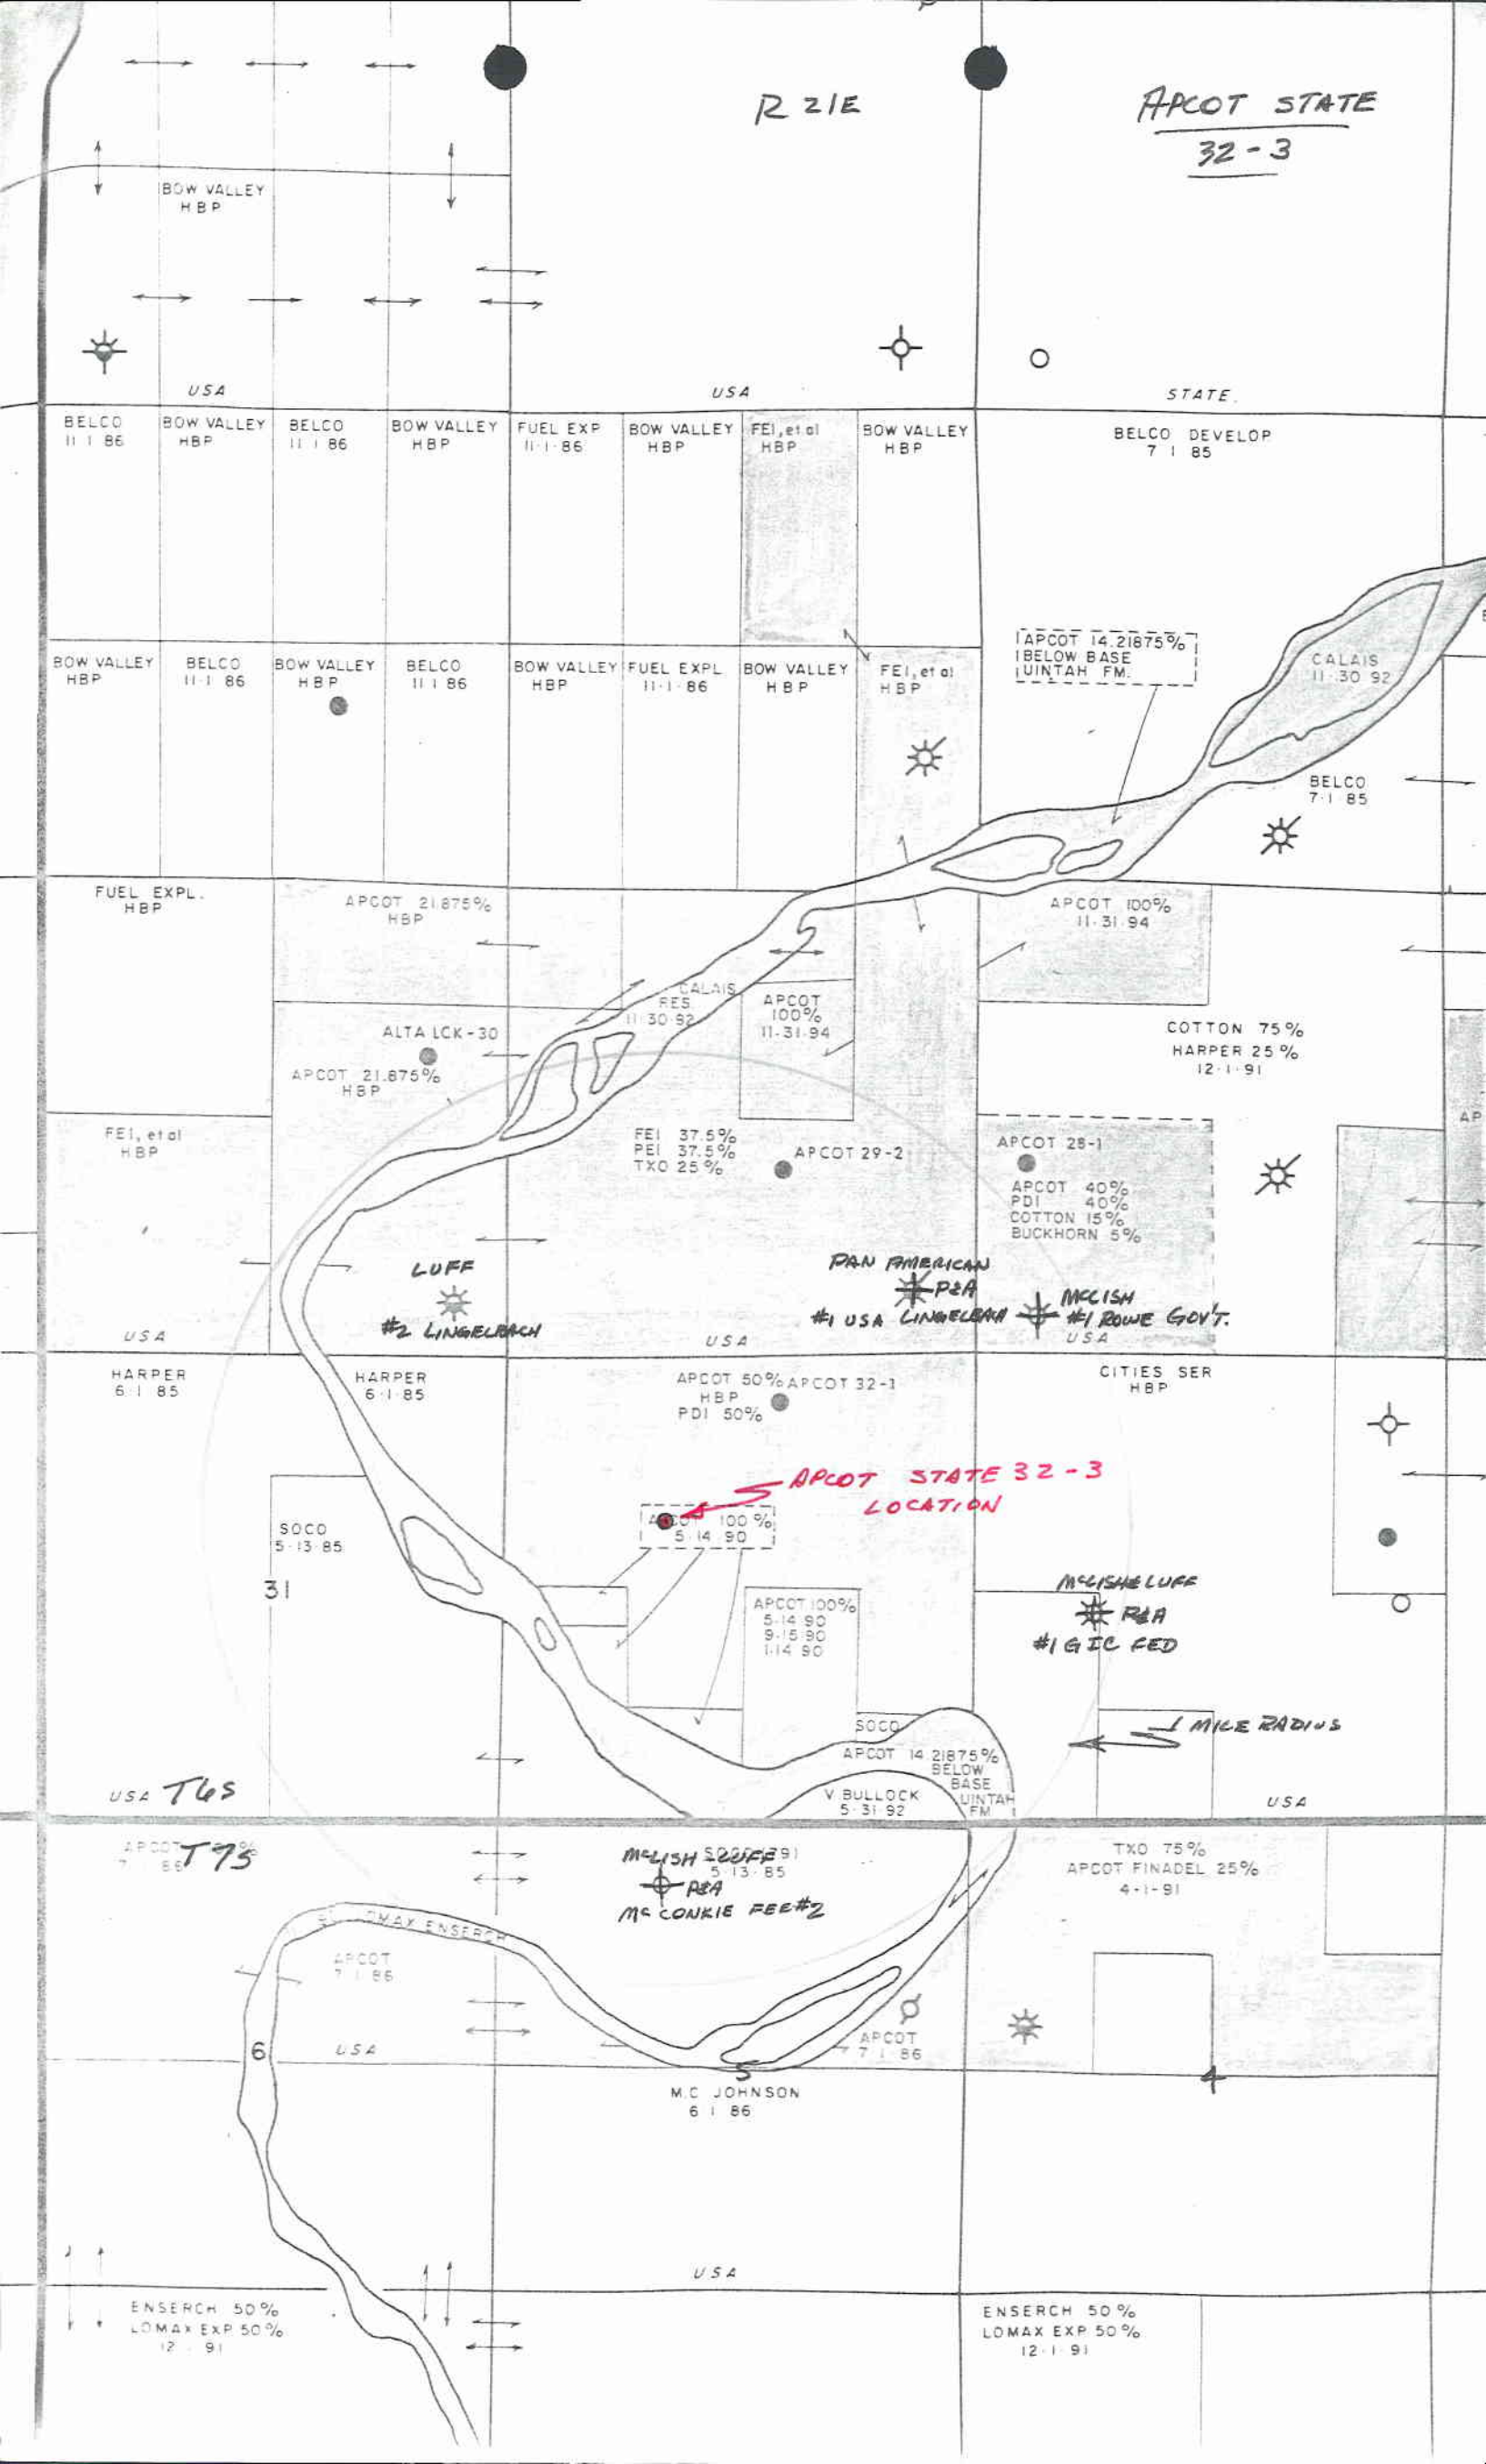 R 21E
APCOT STATE
32-3
BOW VALLEY
HBP
USA
USA
STATE.
BELCO
11 1 86
BOW VALLEY
HBP
BELCO
11 1 86
BOW VALLEY
HBP
FUEL EXP
11-1-86
BOW VALLEY
HBP
FEI, et al
HBP
BOW VALLEY
HBP
BELCO DEVELOP
7 1 85
BOW VALLEY
HBP
BELCO
11-1 86
BOW VALLEY
HBP
BELCO
11 1 86
BOW VALLEY
HBP
FUEL EXPL
11-1-86
BOW VALLEY
HBP
FEI, et al
HBP
APCOT 14.21875%
BELOW BASE
UINTAH FM.
CALAIS
11-30 92
BELCO
7-1 85
FUEL EXPL.
HBP
APCOT 21.875%
HBP
APCOT 100%
11-31-94
CALAIS
RES.
11-30-92
APCOT
100%
11-31-94
ALTA LCK-30
APCOT 21.875%
HBP
COTTON 75%
HARPER 25%
12-1-91
AP
FEI, et al
HBP
FEI 37.5%
PEI 37.5%
TXO 25%
APCOT 29-2
APCOT 28-1
APCOT 40%
PDI 40%
COTTON 15%
BUCKHORN 5%
LUFF
#2 LINGELBACH
PAN AMERICAN
P&A
#1 USA LINGELBACH
McLISH
#1 ROWE GOV'T.
USA
USA
USA
HARPER
6 1 85
HARPER
6-1-85
APCOT 50%
HBP
PDI 50%
APCOT 32-1
CITIES SER
HBP
APCOT STATE 32-3
LOCATION
APCOT 100%
5-14 90
SOCO
5-13-85
31
APCOT 100%
5-14 90
9-15-90
1-14 90
McLISH & LUFF
P&A
#1 GIC FED
1 MILE RADIUS
SOCO
APCOT 14.21875%
BELOW
BASE
UINTAH
FM
V BULLOCK
5-31-92
USA
T6S
USA
APCOT
T7S
McLISH-LUFF
5-13-85
P&A
McCONKIE FEE #2
TXO 75%
APCOT FINADEL 25%
4-1-91
LOMAX ENSERCH
APCOT
7-1 86
6
USA
APCOT
7 1 86
5
4
M.C JOHNSON
6 1 86
USA
ENSERCH 50%
LOMAX EXP 50%
12 91
ENSERCH 50%
LOMAX EXP 50%
12-1-91